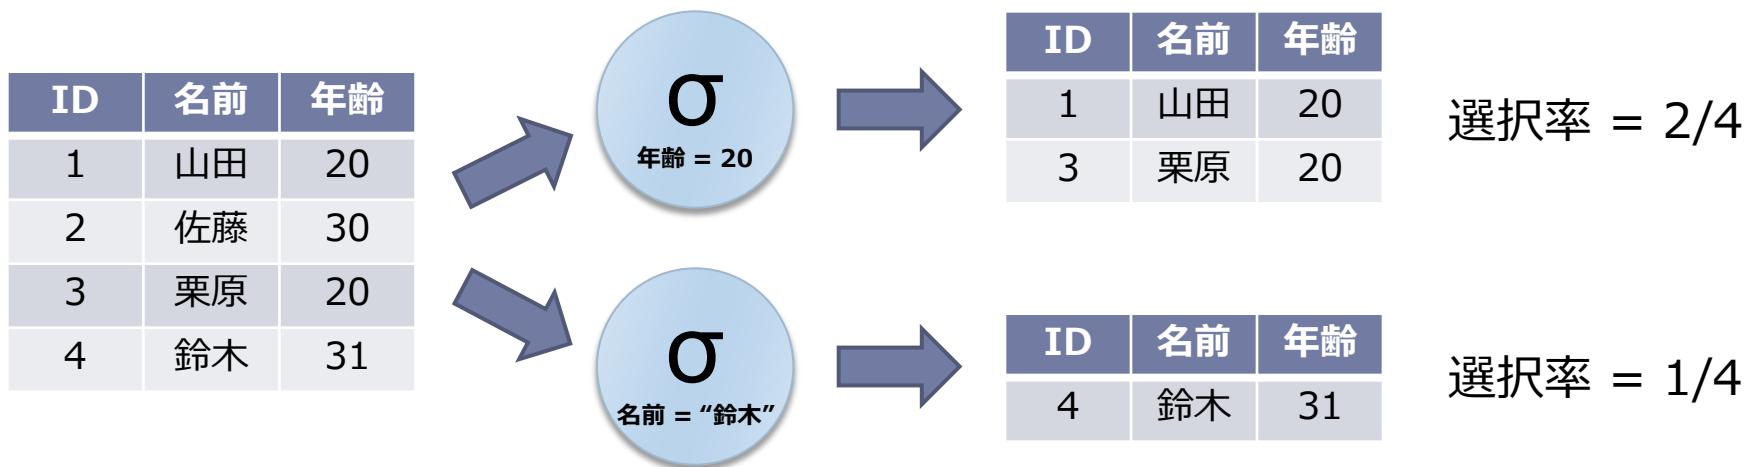 ID 名前 年齢
1 山田 20
2 佐藤 30
3 栗原 20
4 鈴木 31
σ
年齢 = 20
ID 名前 年齢
1 山田 20
3 栗原 20
選択率 = 2/4
σ
名前 = “鈴木”
ID 名前 年齢
4 鈴木 31
選択率 = 1/4